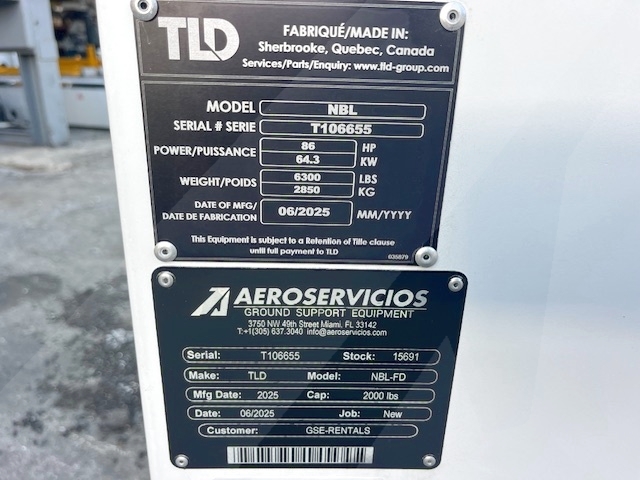 TLD
FABRIQUÉ/MADE IN:
Sherbrooke, Quebec, Canada
Services/Parts/Enquiry: www.tld-group.com
MODEL NBL
SERIAL # SERIE T106655
POWER/PUISSANCE 86 HP
64.3 KW
WEIGHT/POIDS 6300 LBS
2850 KG
DATE OF MFG/
DATE DE FABRICATION 06/2025 MM/YYYY
This Equipment is subject to a Retention of Title clause
until full payment to TLD
035879
AEROSERVICIOS
GROUND SUPPORT EQUIPMENT
3750 NW 49th Street Miami, FL 33142
T:+1(305) 637.3040 info@aeroservicios.com
Serial: T106655 Stock: 15691
Make: TLD Model: NBL-FD
Mfg Date: 2025 Cap: 2000 lbs
Date: 06/2025 Job: New
Customer: GSE-RENTALS